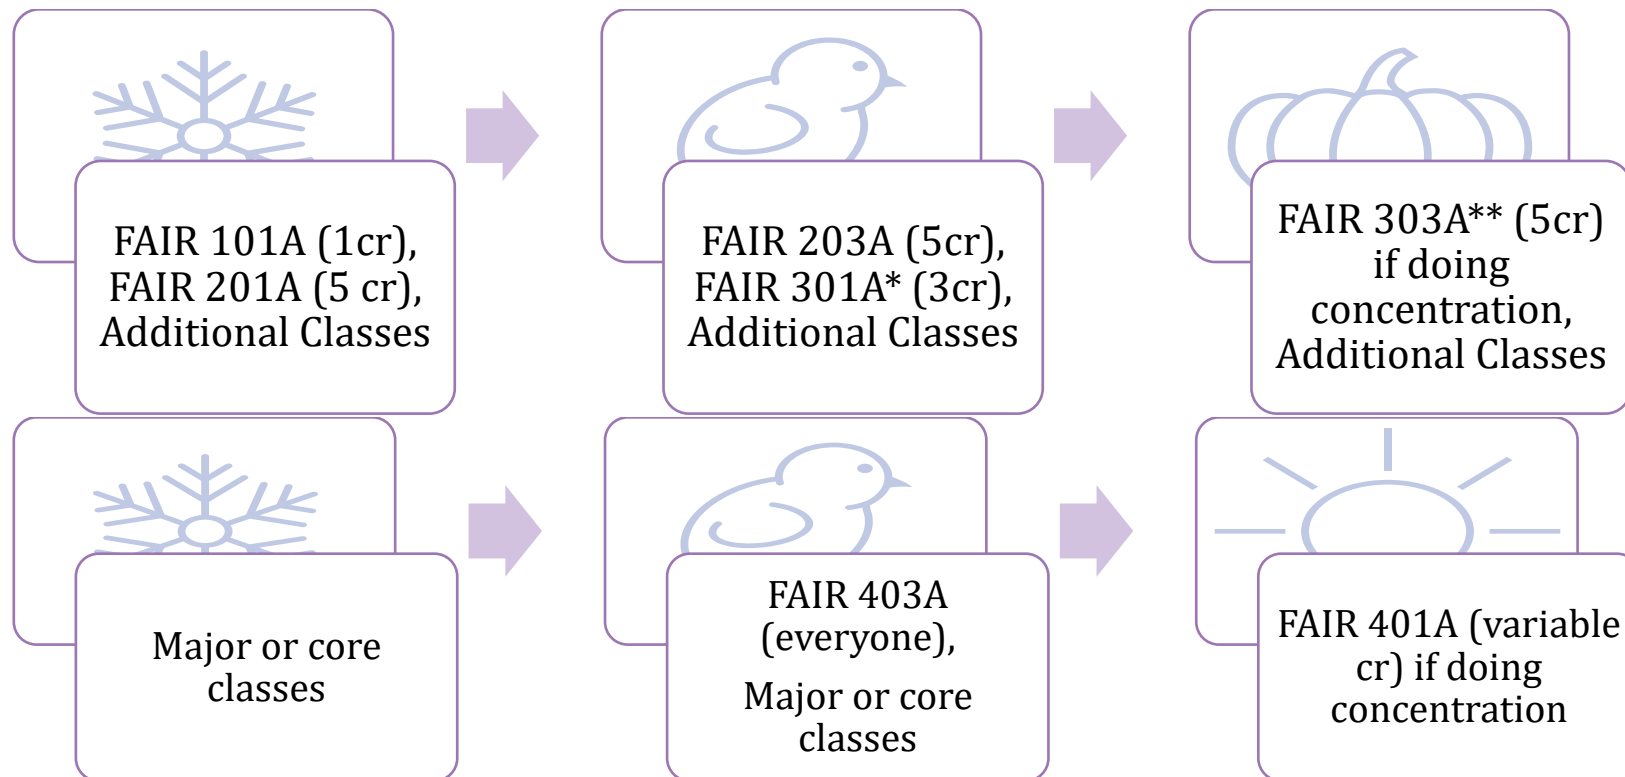 FAIR 101A (1cr),
FAIR 201A (5 cr),
Additional Classes
FAIR 203A (5cr),
FAIR 301A* (3cr),
Additional Classes
FAIR 303A** (5cr)
if doing
concentration,
Additional Classes
Major or core
classes
FAIR 403A
(everyone),
Major or core
classes
FAIR 401A (variable
cr) if doing
concentration